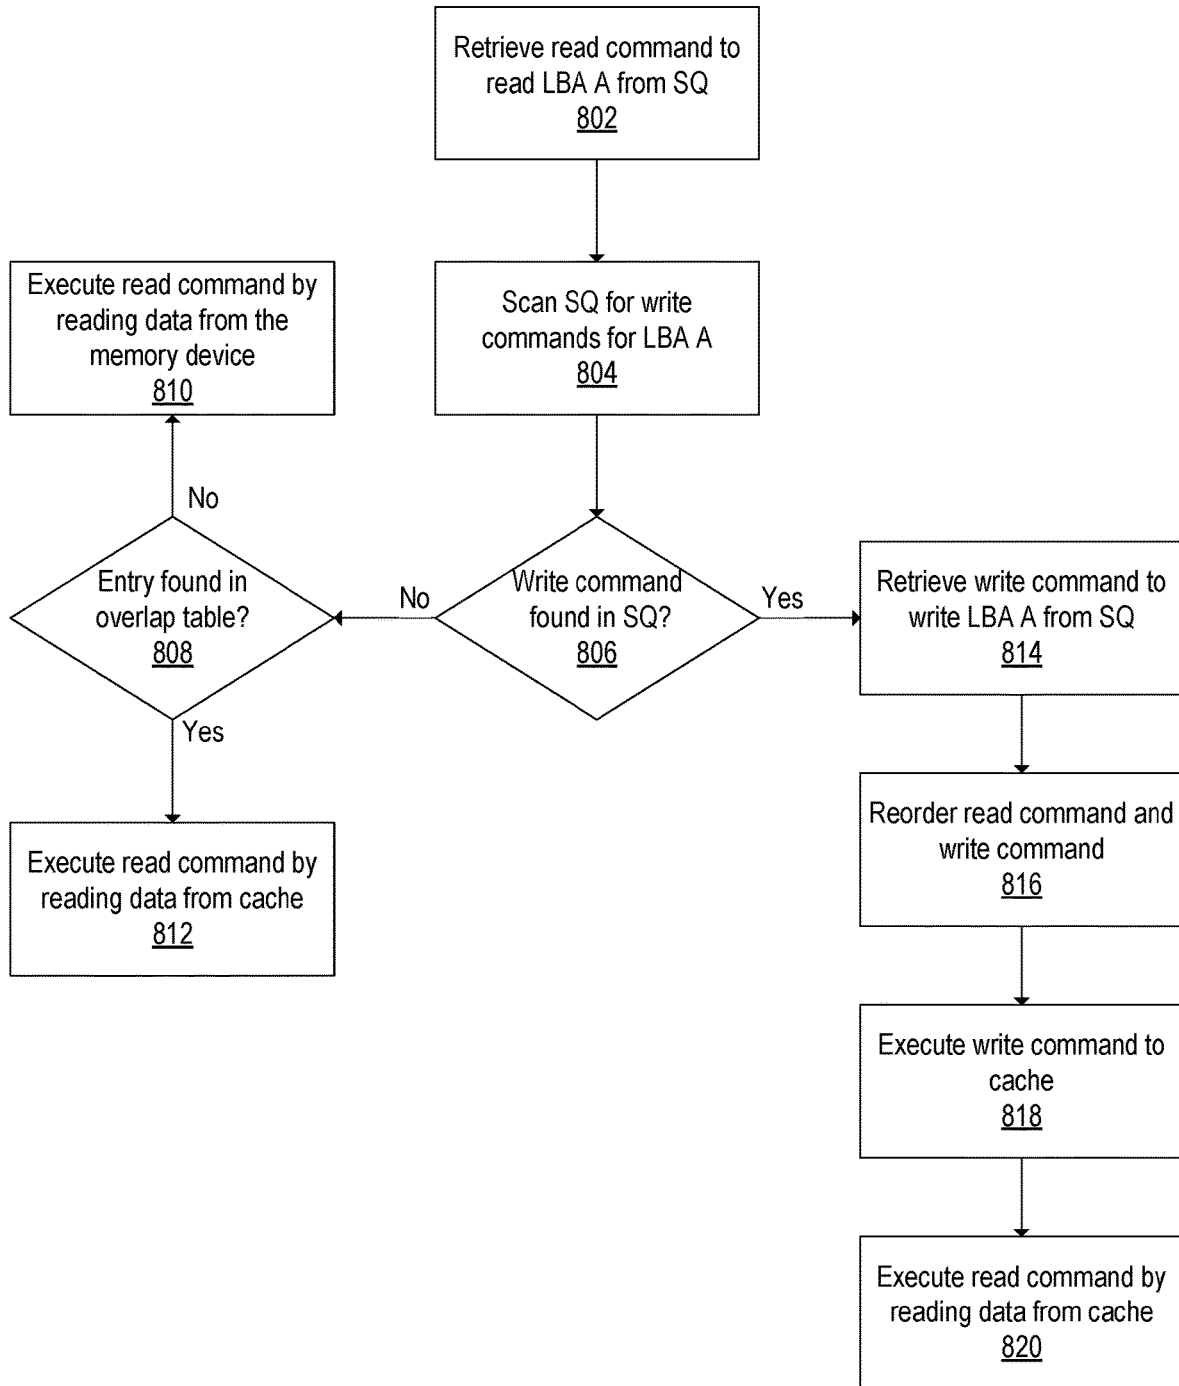 Retrieve read command to
read LBA A from SQ
802
Execute read command by
reading data from the
memory device
810
Scan SQ for write
commands for LBA A
804
No
Entry found in
overlap table?
808
No
Write command
found in SQ?
806
Yes
Retrieve write command to
write LBA A from SQ
814
Yes
Reorder read command and
write command
816
Execute read command by
reading data from cache
812
Execute write command to
cache
818
Execute read command by
reading data from cache
820